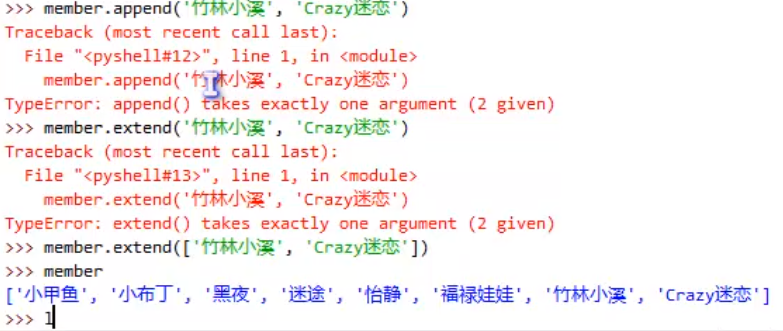 >>> member.append('竹林小溪', 'Crazy迷恋')
Traceback (most recent call last):
  File "<pyshell#12>", line 1, in <module>
    member.append('竹林小溪', 'Crazy迷恋')
TypeError: append() takes exactly one argument (2 given)
>>> member.extend('竹林小溪', 'Crazy迷恋')
Traceback (most recent call last):
  File "<pyshell#13>", line 1, in <module>
    member.extend('竹林小溪', 'Crazy迷恋')
TypeError: extend() takes exactly one argument (2 given)
>>> member.extend(['竹林小溪', 'Crazy迷恋'])
>>> member
['小甲鱼', '小布丁', '黑夜', '迷途', '怡静', '福禄娃娃', '竹林小溪', 'Crazy迷恋']
>>> l